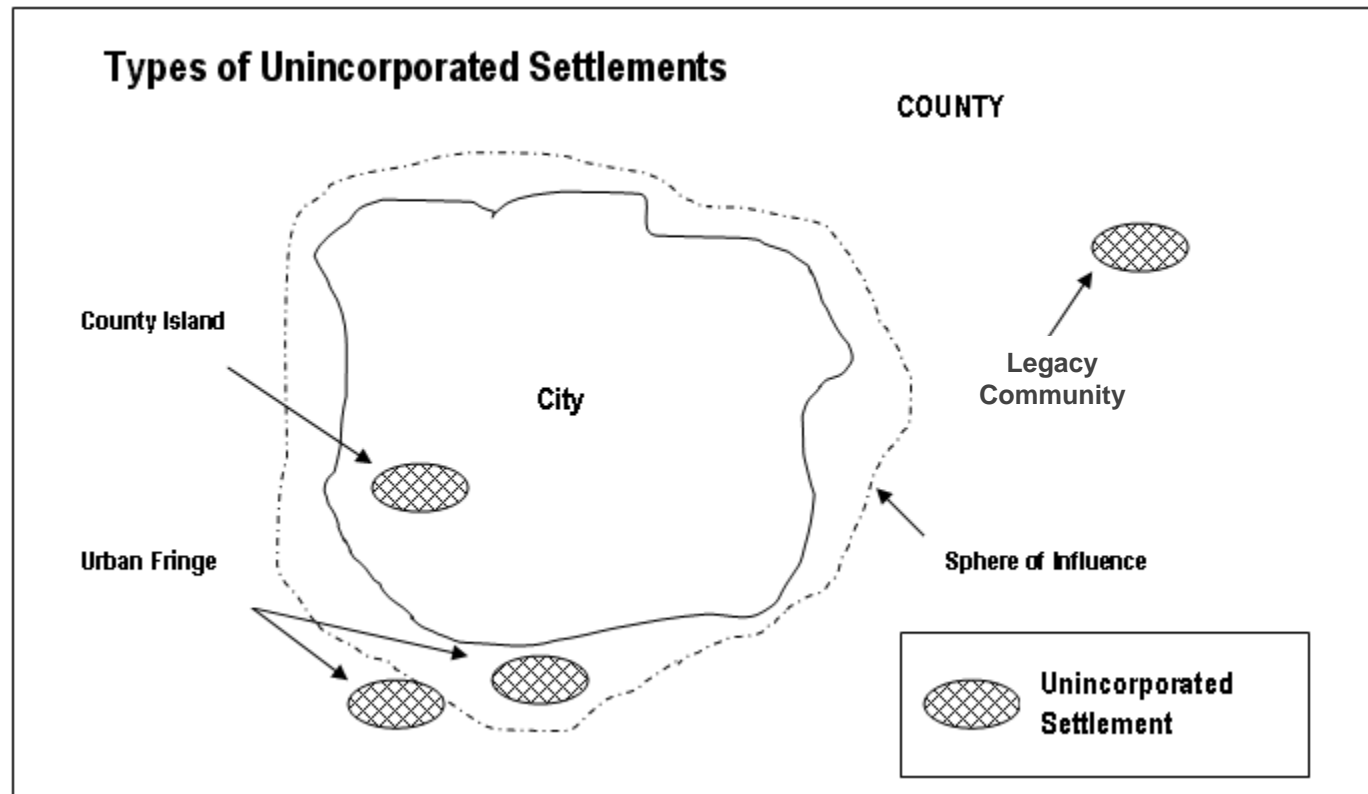 Types of Unincorporated Settlements
COUNTY
County Island
City
Legacy
Community
Urban Fringe
Sphere of Influence
Unincorporated
Settlement